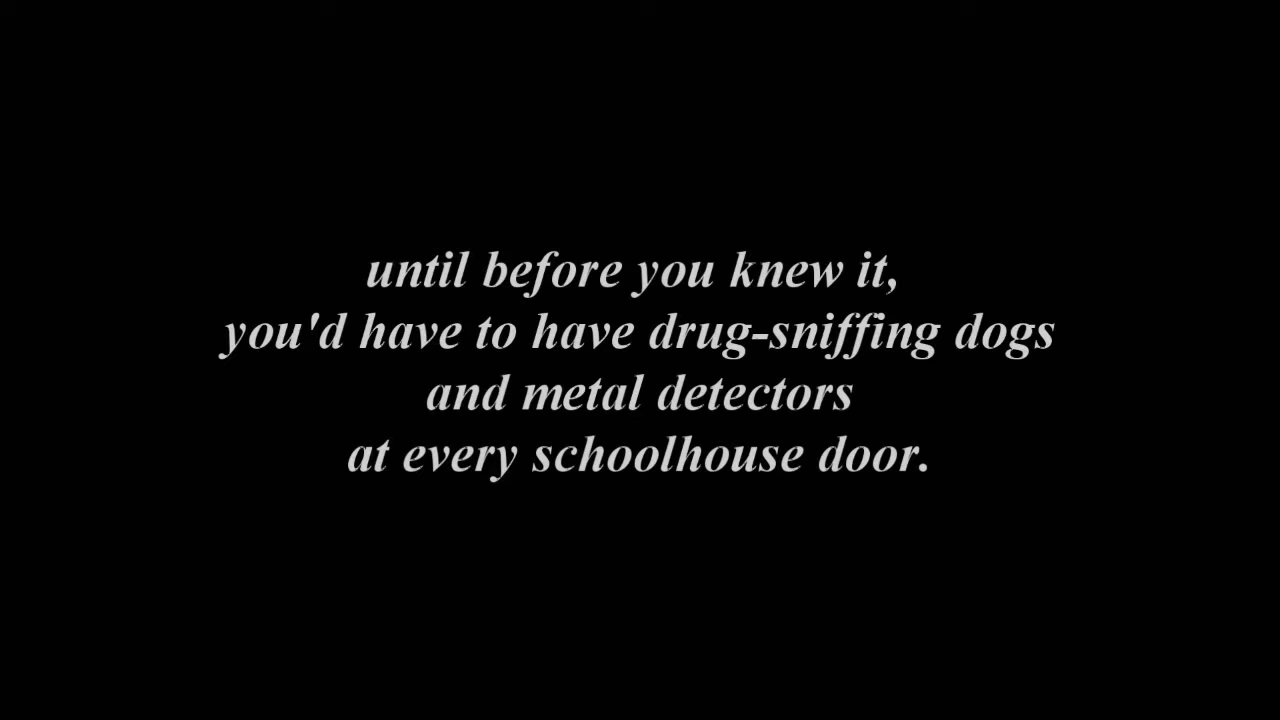 until before you knew it,
you'd have to have drug-sniffing dogs
and metal detectors
at every schoolhouse door.